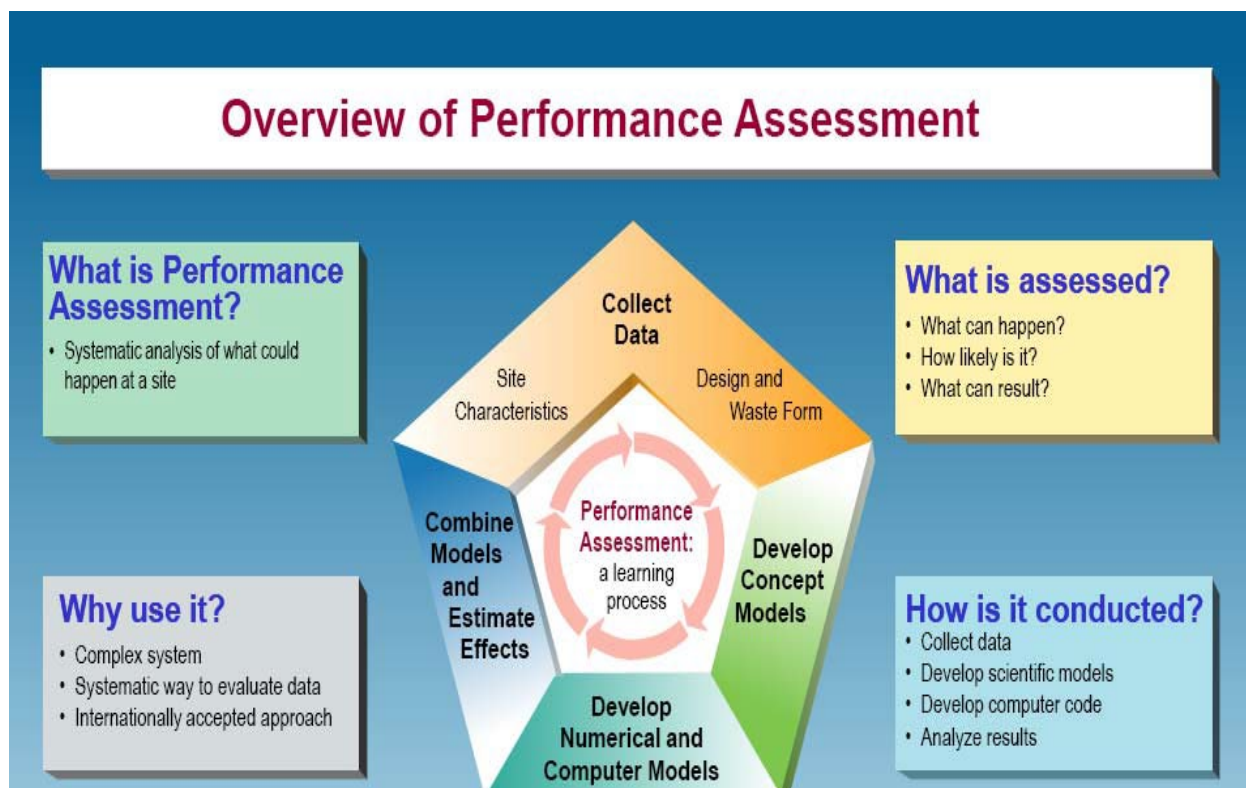 Overview of Performance Assessment
What is Performance
Assessment?
• Systematic analysis of what could
happen at a site
Why use it?
• Complex system
• Systematic way to evaluate data
• Internationally accepted approach
Collect
Data
Site
Characteristics
Design and
Waste Form
Develop
Concept
Models
Develop
Numerical and
Computer Models
Combine
Models
and
Estimate
Effects
Performance
Assessment:
a learning
process
What is assessed?
• What can happen?
• How likely is it?
• What can result?
How is it conducted?
• Collect data
• Develop scientific models
• Develop computer code
• Analyze results